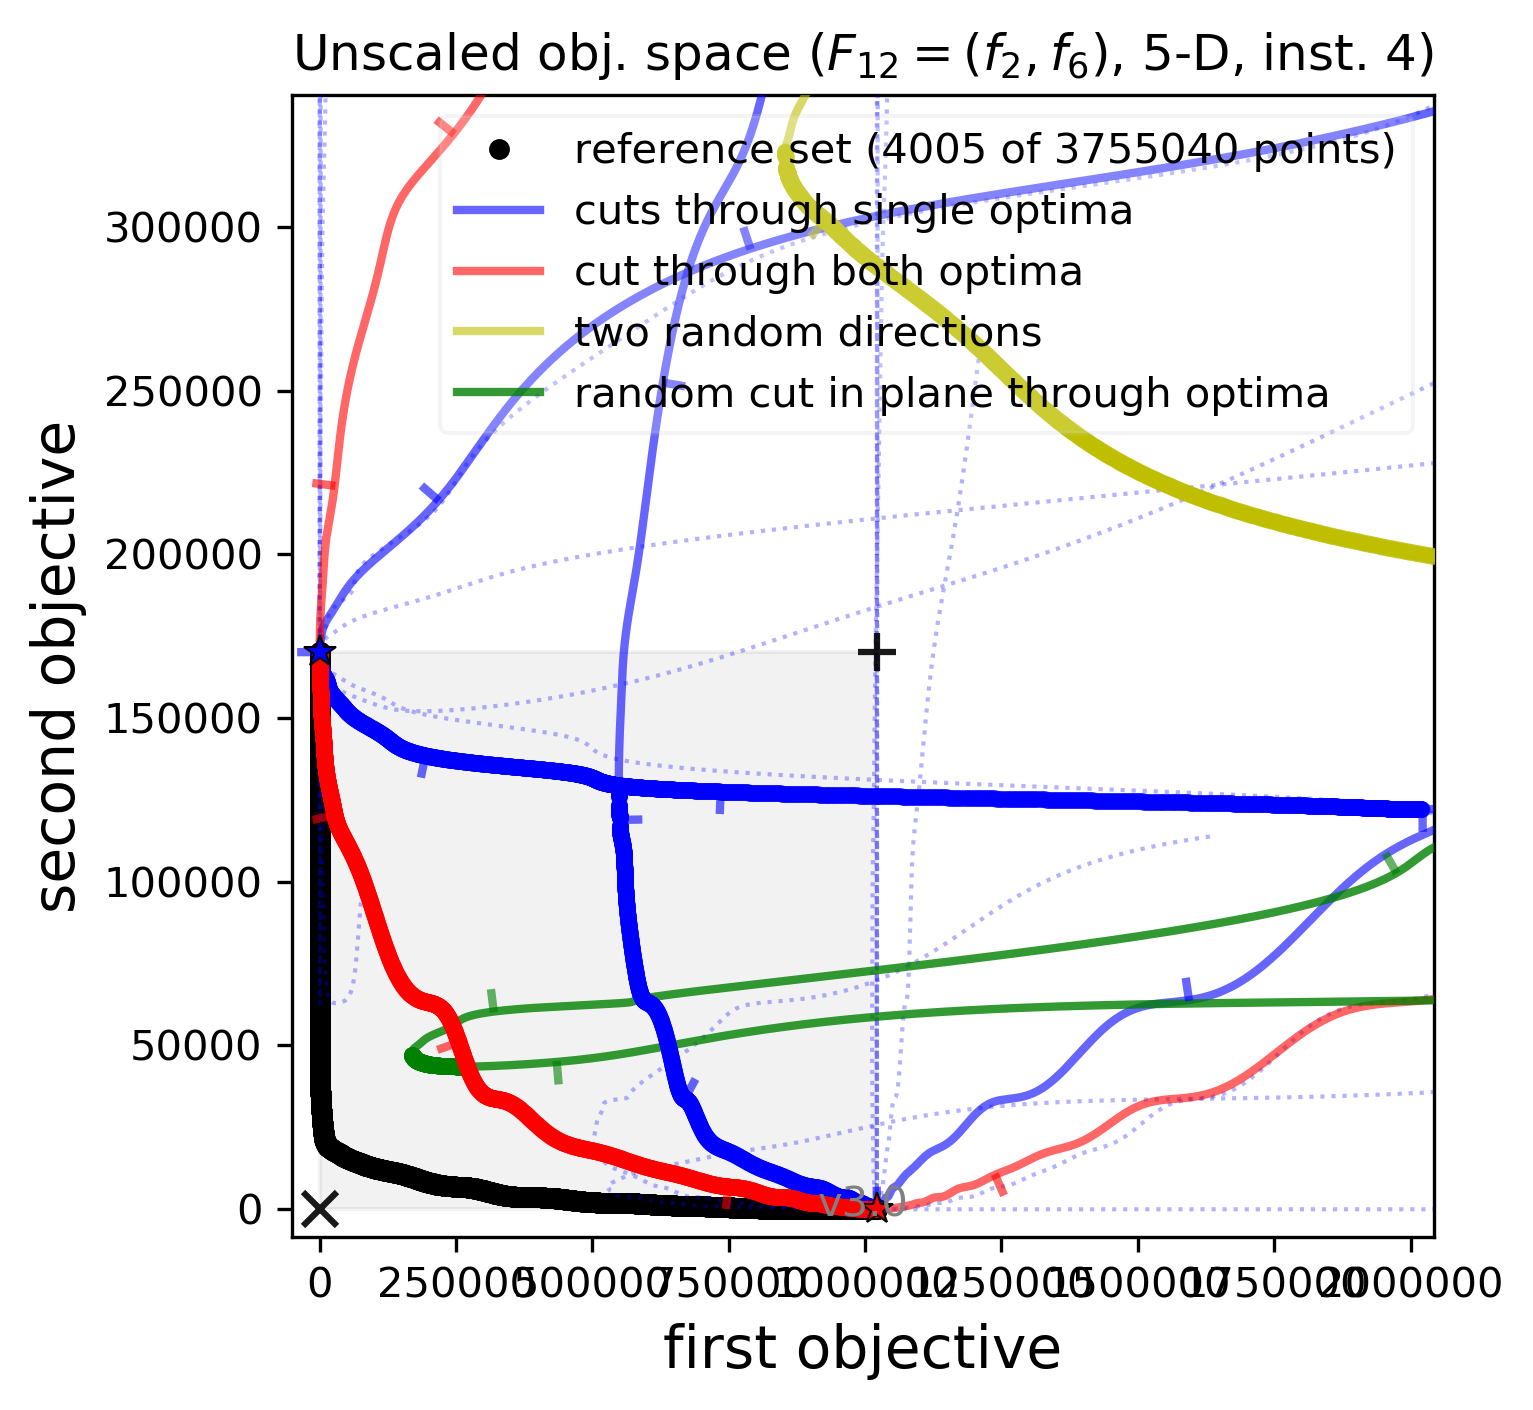 Unscaled obj. space (F12 = (f2, f6), 5-D, inst. 4)
reference set (4005 of 3755040 points)
cuts through single optima
cut through both optima
two random directions
random cut in plane through optima
second objective
300000
250000
200000
150000
100000
50000
0
v3.0
0 250000 500000 750000 1000000 1250000 1500000 1750000 2000000
first objective